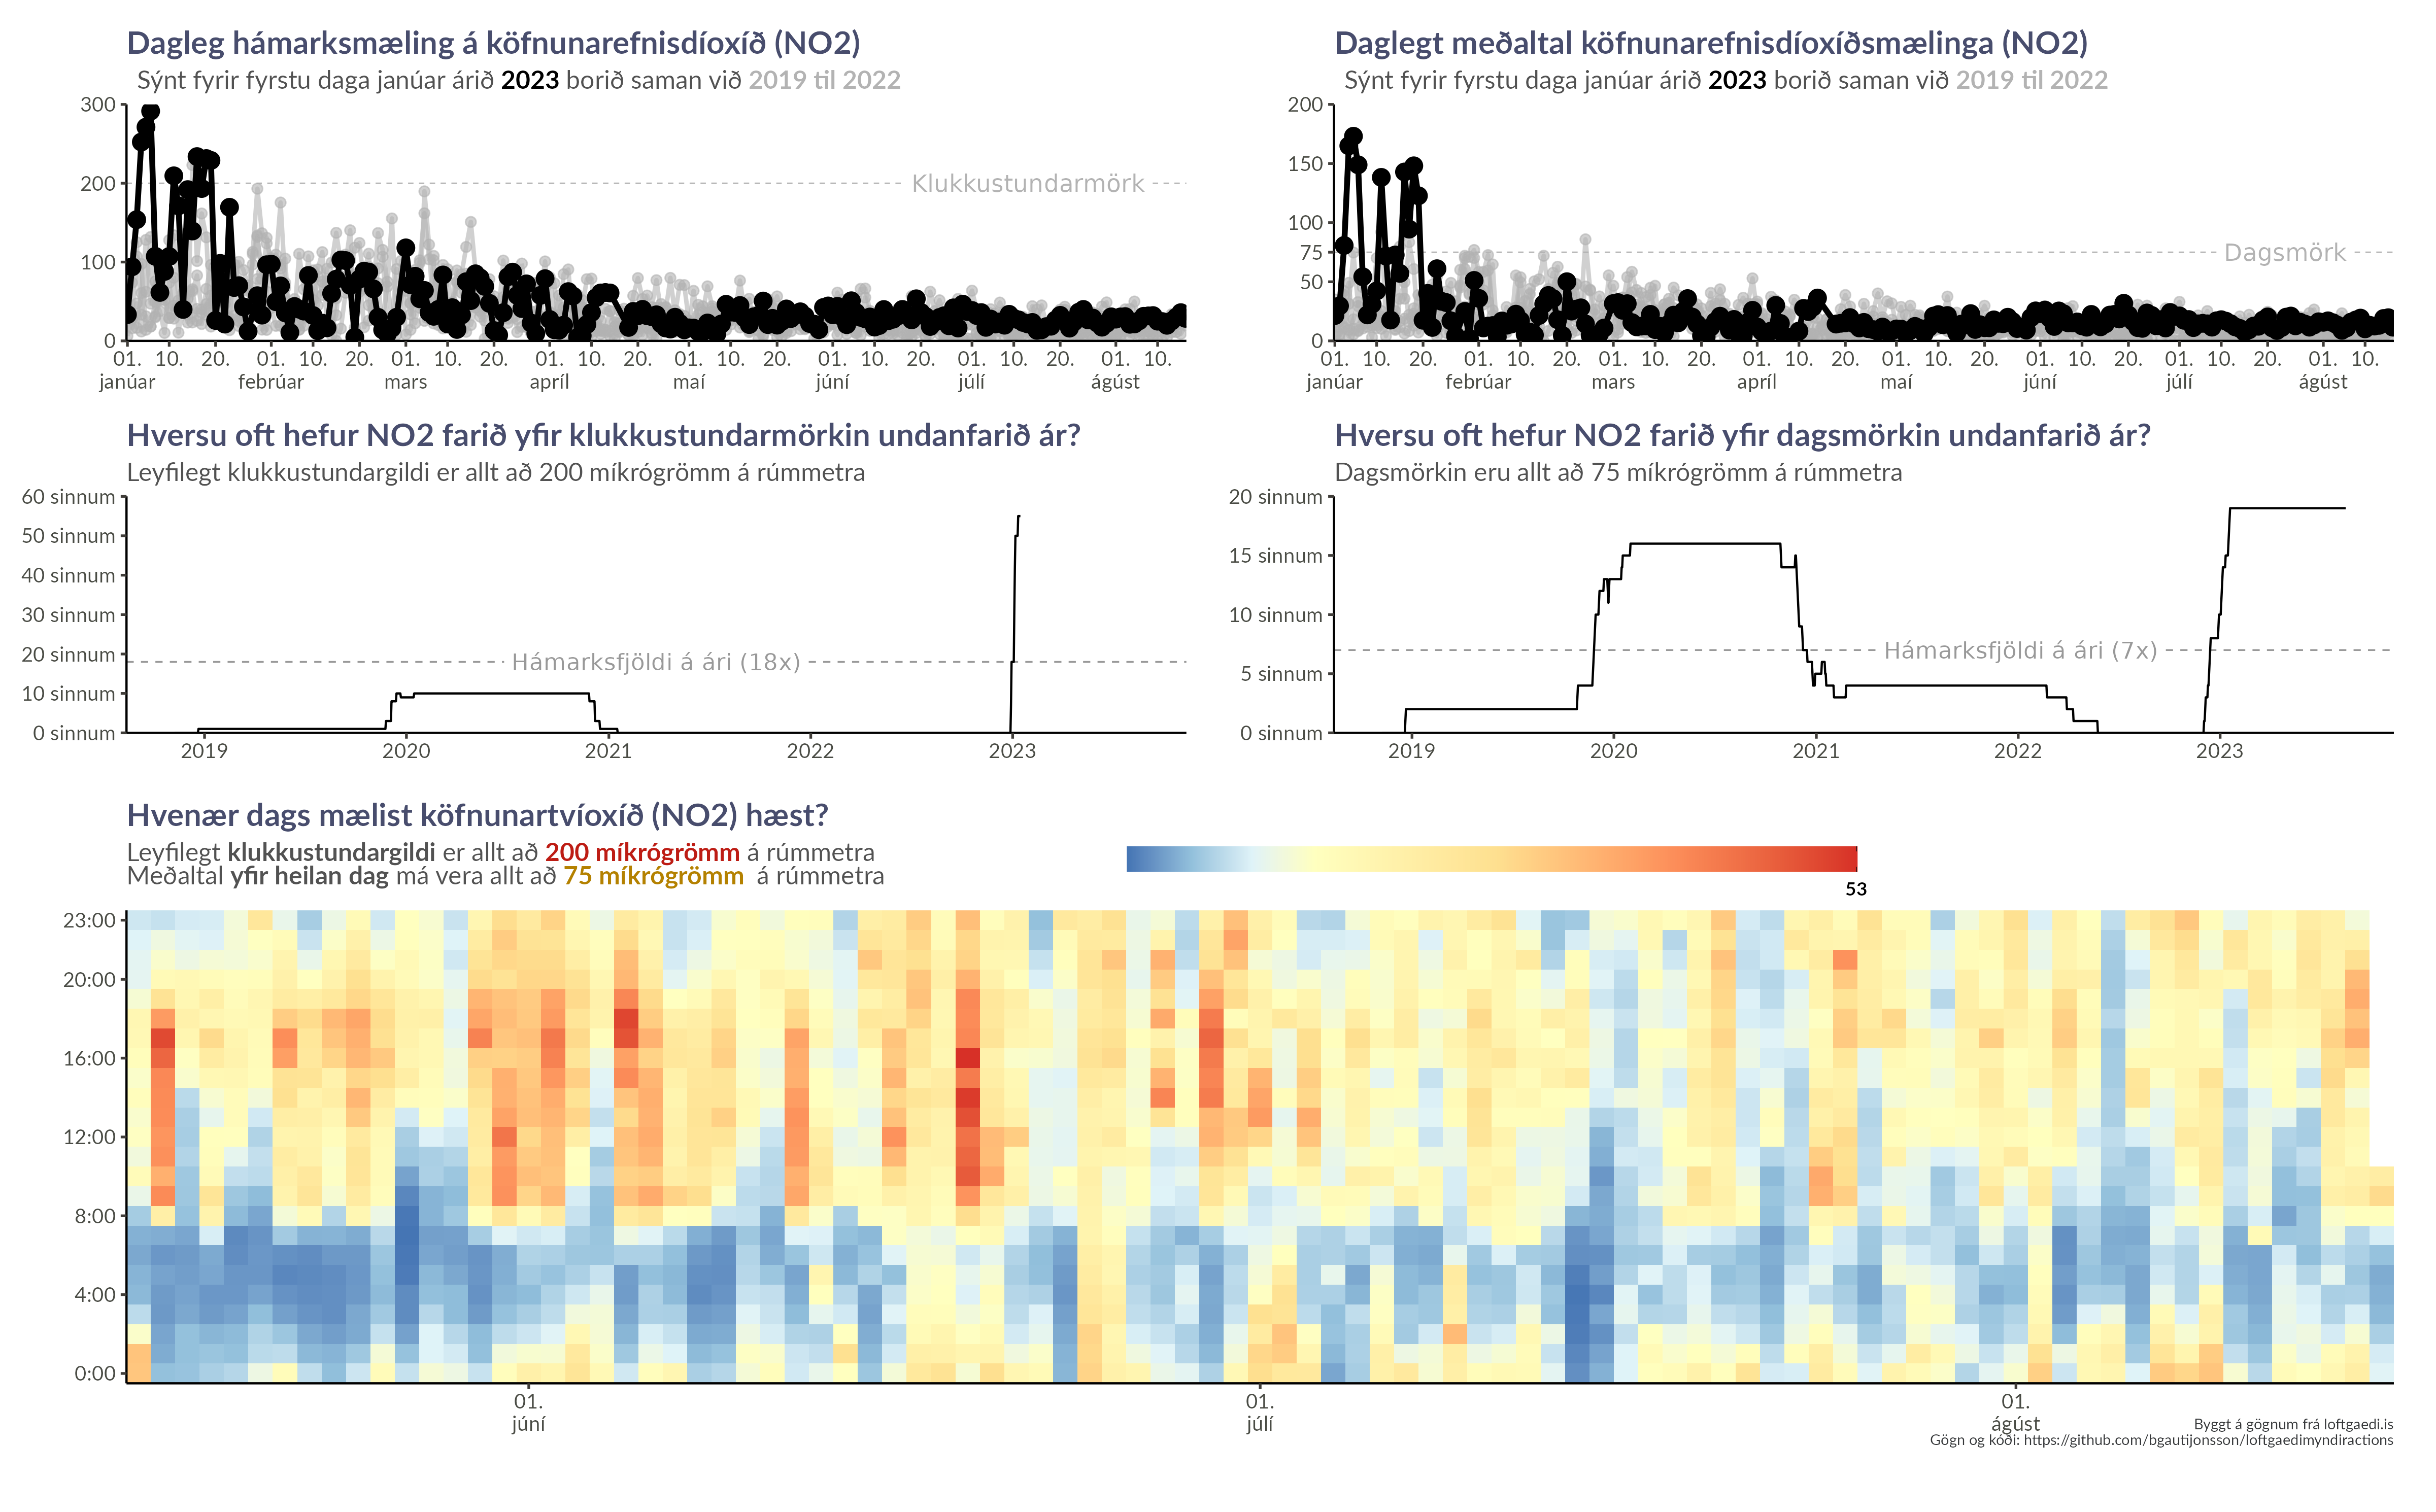 Dagleg hámarksmæling á köfnunarefnisdíoxíð (NO2)
Sýnt fyrir fyrstu daga janúar árið 2023 borið saman við 2019 til 2022
300
200
100
0
Klukkustundarmörk
01. 10. 20. 01. 10. 20. 01. 10. 20. 01. 10. 20. 01. 10. 20. 01. 10. 20. 01. 10. 20. 01. 10.
janúar febrúar mars apríl maí júní júlí ágúst
Daglegt meðaltal köfnunarefnisdíoxíðsmælinga (NO2)
Sýnt fyrir fyrstu daga janúar árið 2023 borið saman við 2019 til 2022
200
150
100
75
50
0
Dagsmörk
01. 10. 20. 01. 10. 20. 01. 10. 20. 01. 10. 20. 01. 10. 20. 01. 10. 20. 01. 10. 20. 01. 10.
janúar febrúar mars apríl maí júní júlí ágúst
Hversu oft hefur NO2 farið yfir klukkustundarmörkin undanfarið ár?
Leyfilegt klukkustundargildi er allt að 200 míkrógrömm á rúmmetra
60 sinnum
50 sinnum
40 sinnum
30 sinnum
20 sinnum
10 sinnum
0 sinnum
Hámarksfjöldi á ári (18x)
2019 2020 2021 2022 2023
Hversu oft hefur NO2 farið yfir dagsmörkin undanfarið ár?
Dagsmörkin eru allt að 75 míkrógrömm á rúmmetra
20 sinnum
15 sinnum
10 sinnum
5 sinnum
0 sinnum
Hámarksfjöldi á ári (7x)
2019 2020 2021 2022 2023
Hvenær dags mælist köfnunartvíoxíð (NO2) hæst?
Leyfilegt klukkustundargildi er allt að 200 míkrógrömm á rúmmetra
Meðaltal yfir heilan dag má vera allt að 75 míkrógrömm á rúmmetra
53
23:00
20:00
16:00
12:00
8:00
4:00
0:00
01. 01. 01.
júní júlí ágúst
Byggt á gögnum frá loftgaedi.is
Gögn og kóði: https://github.com/bgautijonsson/loftgaedimyndiractions